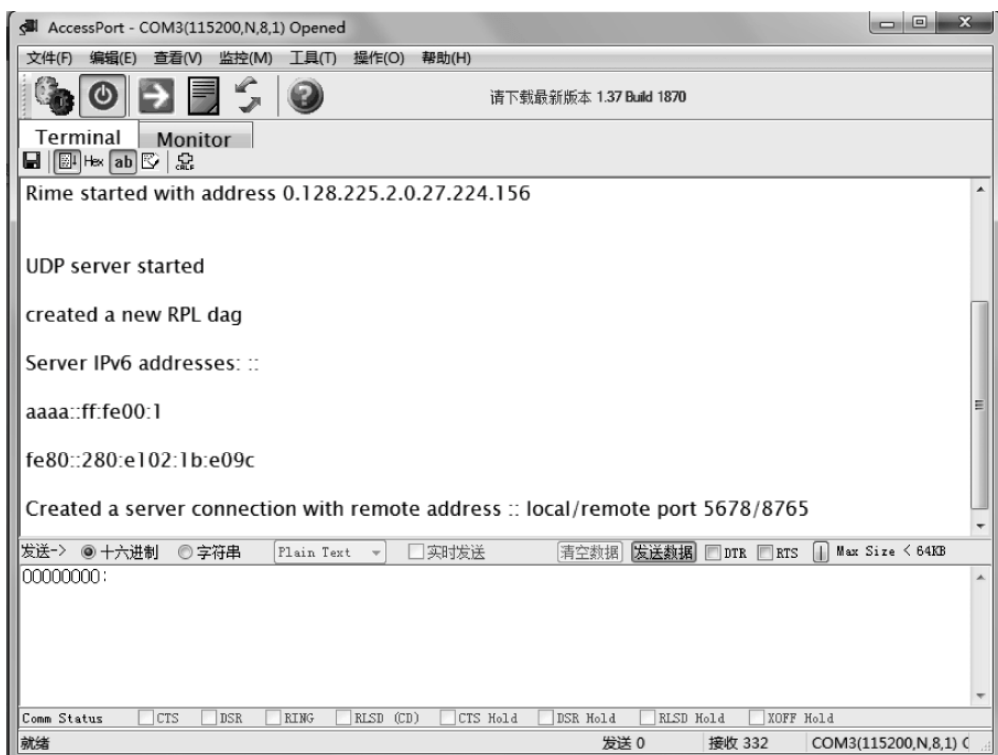 AccessPort - COM3(115200,N,8,1) Opened
文件(F) 编辑(E) 查看(V) 监控(M) 工具(T) 操作(O) 帮助(H)
请下载最新版本 1.37 Build 1870
Terminal Monitor
Hex ab
Rime started with address 0.128.225.2.0.27.224.156
UDP server started
created a new RPL dag
Server IPv6 addresses: ::
aaaa::ff:fe00:1
fe80::280:e102:1b:e09c
Created a server connection with remote address :: local/remote port 5678/8765
发送-> 十六进制 字符串 Plain Text 实时发送 清空数据 发送数据 DTR RTS Max Size < 64KB
00000000:
Comm Status CTS DSR RING RLSD (CD) CTS Hold DSR Hold RLSD Hold XOFF Hold
就绪 发送 0 接收 332 COM3(115200,N,8,1) C